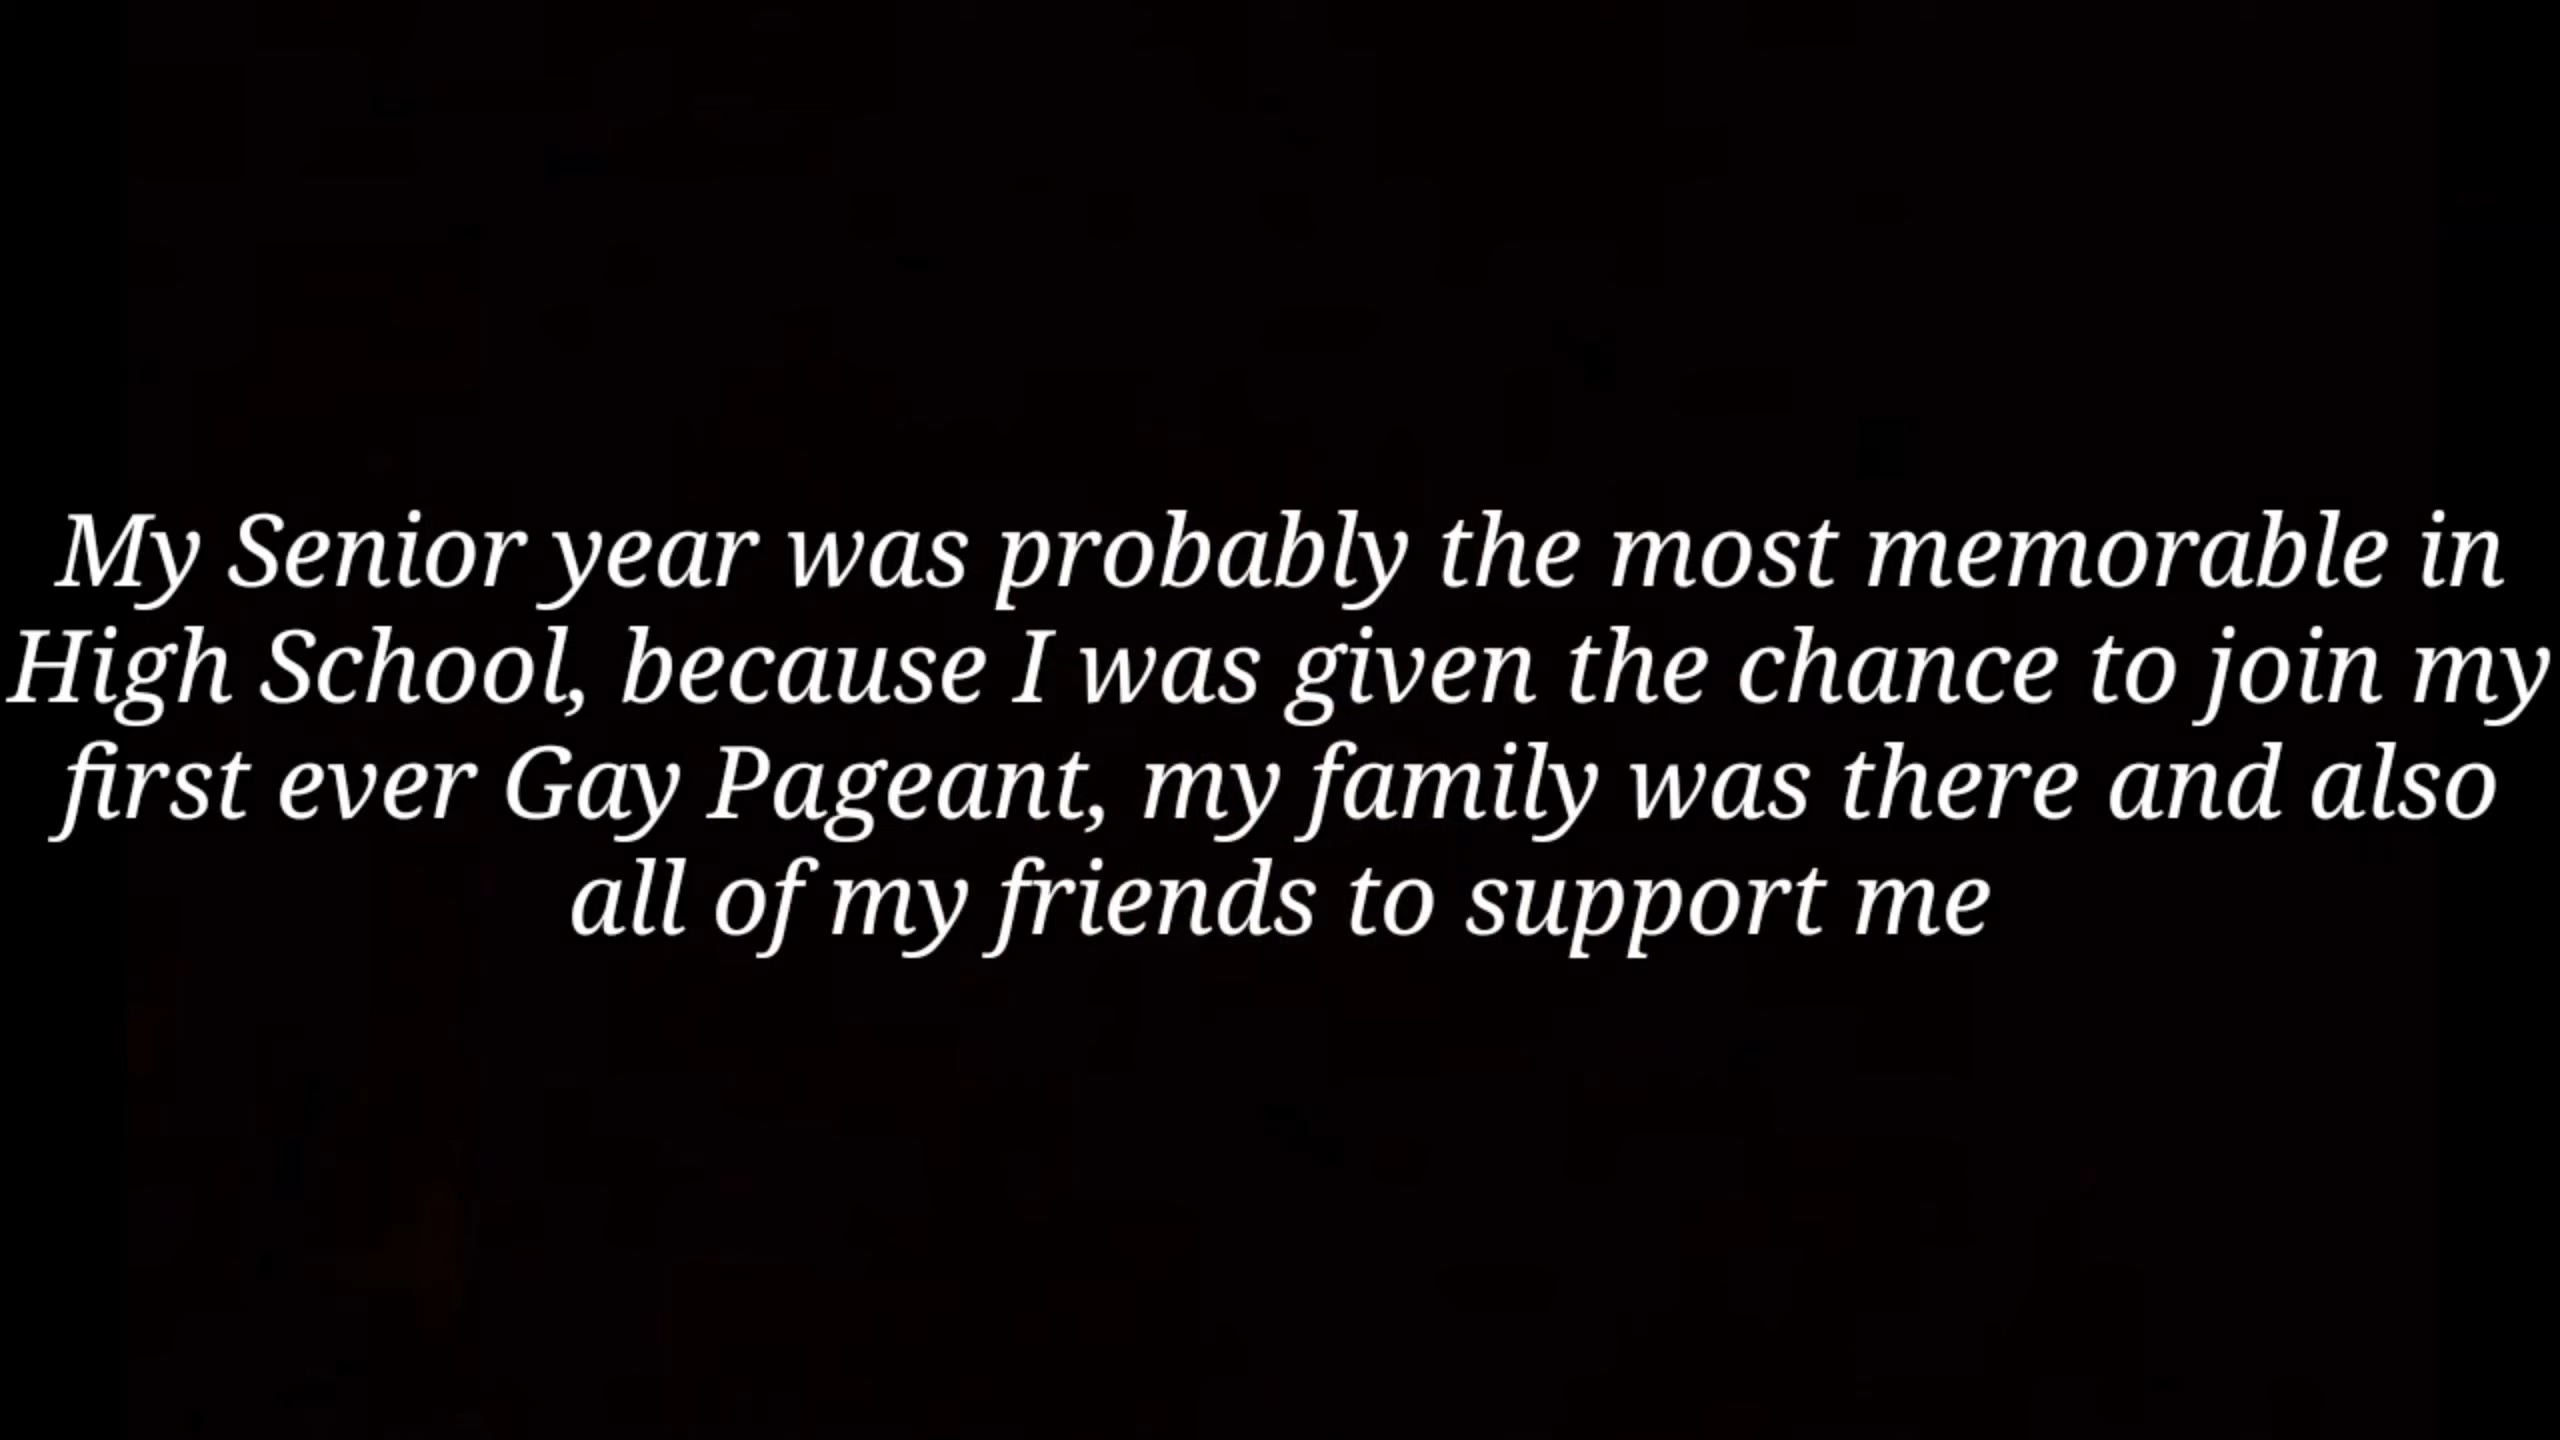 My Senior year was probably the most memorable in
High School, because I was given the chance to join my
first ever Gay Pageant, my family was there and also
all of my friends to support me